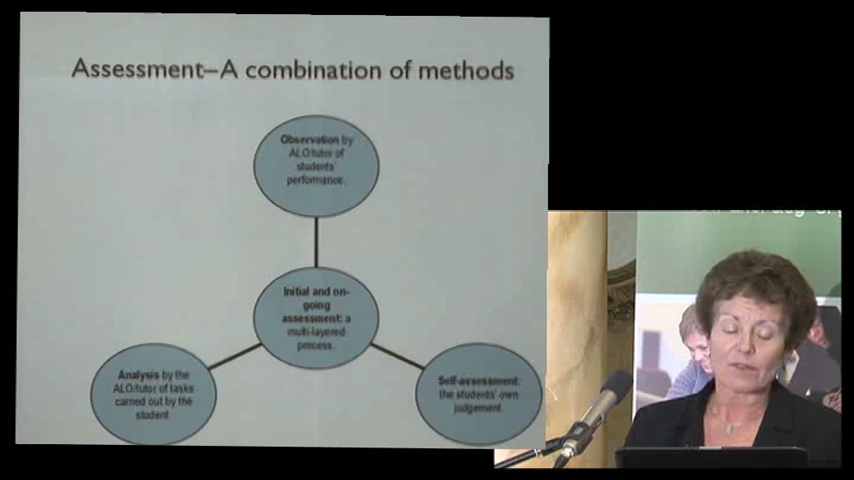 Assessment–A combination of methods
Observation by
ALO/tutor of
students'
performance.
Initial and on-
going
assessment: a
multi-layered
process.
Analysis by the
ALO/tutor of tasks
carried out by the
student
Self-assessment:
the students' own
judgement.